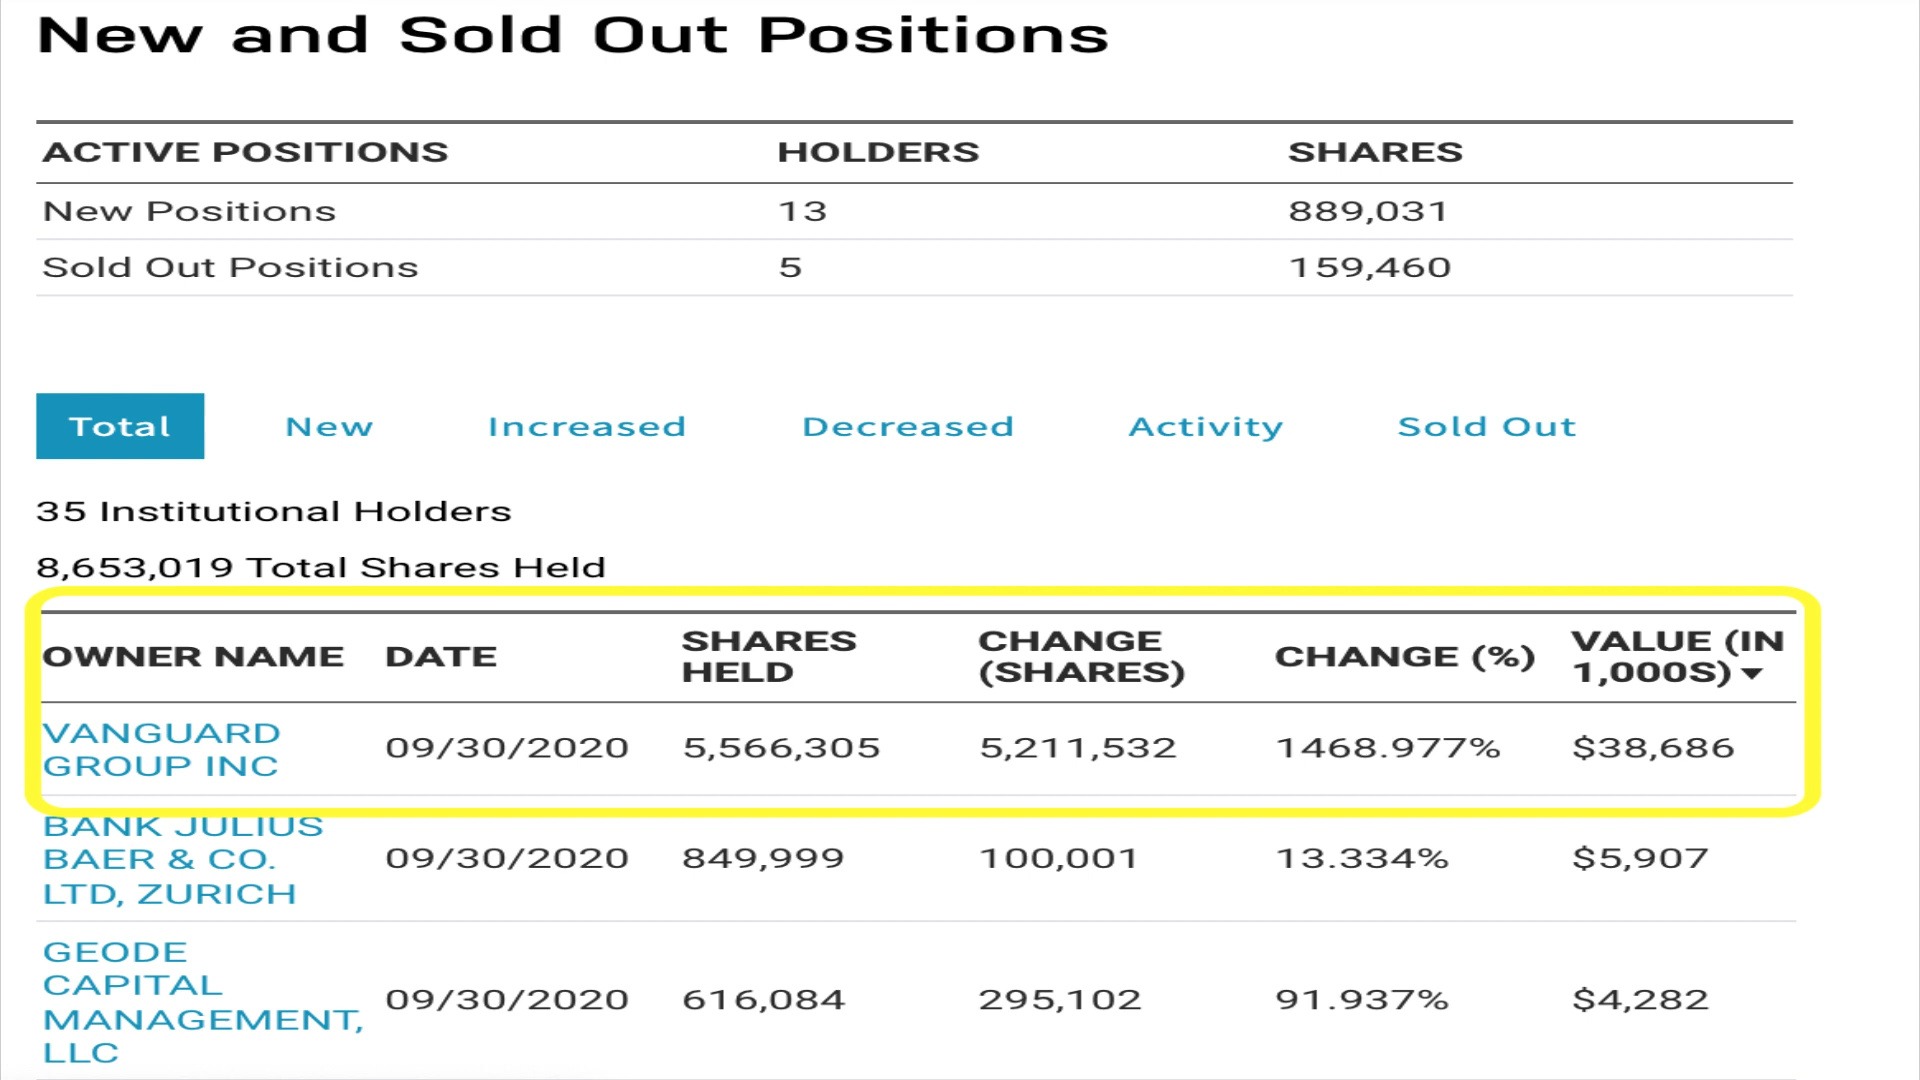 New and Sold Out Positions
ACTIVE POSITIONS HOLDERS SHARES
New Positions 13 889,031
Sold Out Positions 5 159,460
Total New Increased Decreased Activity Sold Out
35 Institutional Holders
8,653,019 Total Shares Held
OWNER NAME DATE SHARES HELD CHANGE (SHARES) CHANGE (%) VALUE (IN 1,000S)
VANGUARD GROUP INC 09/30/2020 5,566,305 5,211,532 1468.977% $38,686
BANK JULIUS BAER & CO. LTD, ZURICH 09/30/2020 849,999 100,001 13.334% $5,907
GEODE CAPITAL MANAGEMENT, LLC 09/30/2020 616,084 295,102 91.937% $4,282